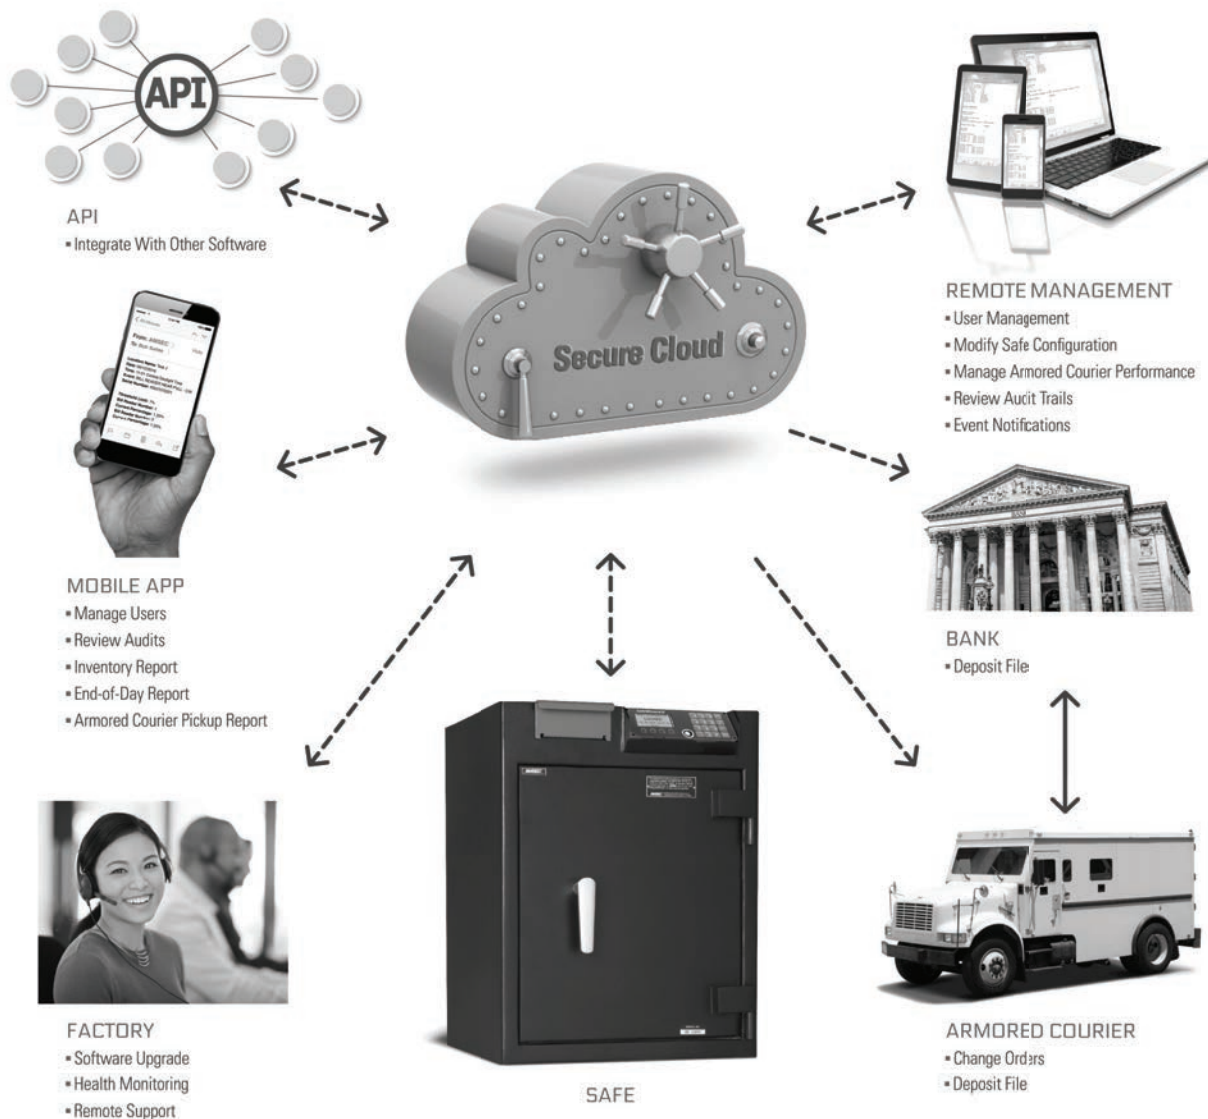 API
API
▪ Integrate With Other Software
Secure Cloud
REMOTE MANAGEMENT
▪ User Management
▪ Modify Safe Configuration
▪ Manage Armored Courier Performance
▪ Review Audit Trails
▪ Event Notifications
MOBILE APP
▪ Manage Users
▪ Review Audits
▪ Inventory Report
▪ End-of-Day Report
▪ Armored Courier Pickup Report
BANK
BANK
▪ Deposit File
FACTORY
▪ Software Upgrade
▪ Health Monitoring
▪ Remote Support
SAFE
ARMORED COURIER
▪ Change Orders
▪ Deposit File